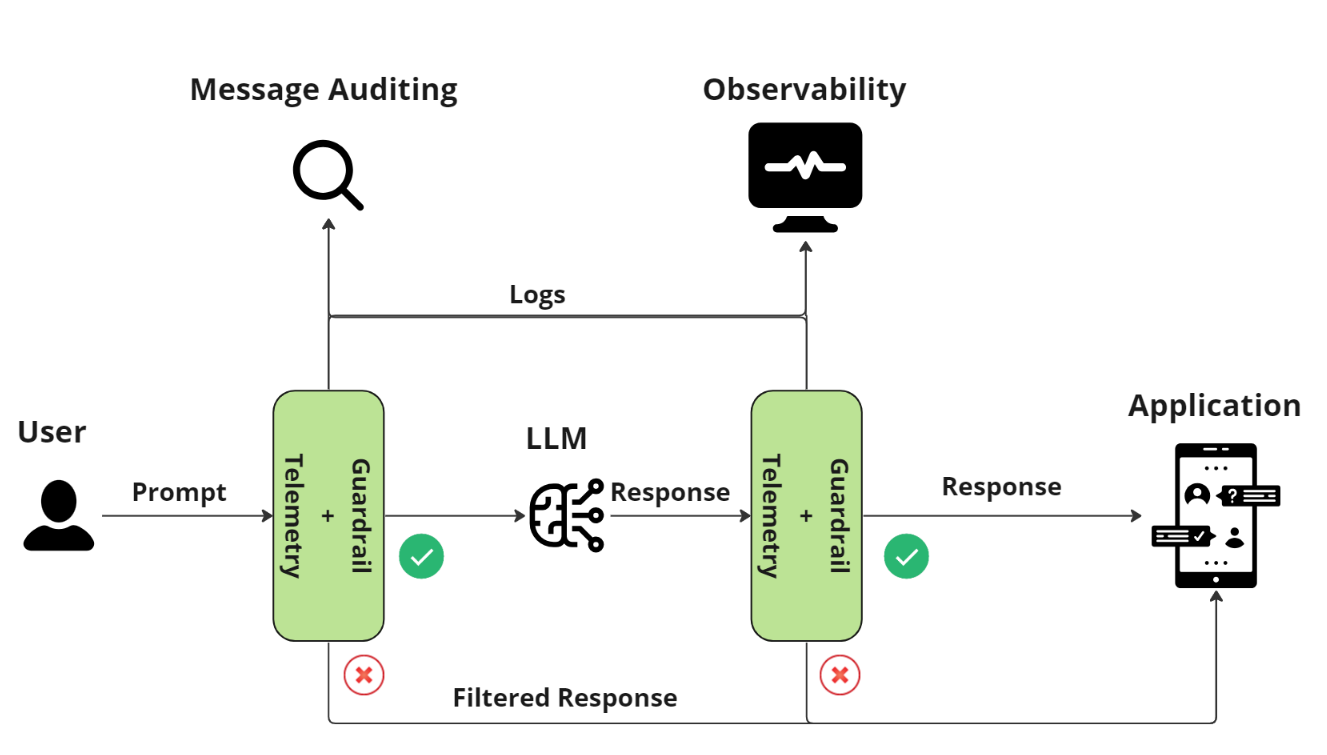 Message Auditing
Observability
Logs
User
Prompt
Guardrail
+
Telemetry
LLM
Response
Guardrail
+
Telemetry
Response
Application
?
Filtered Response